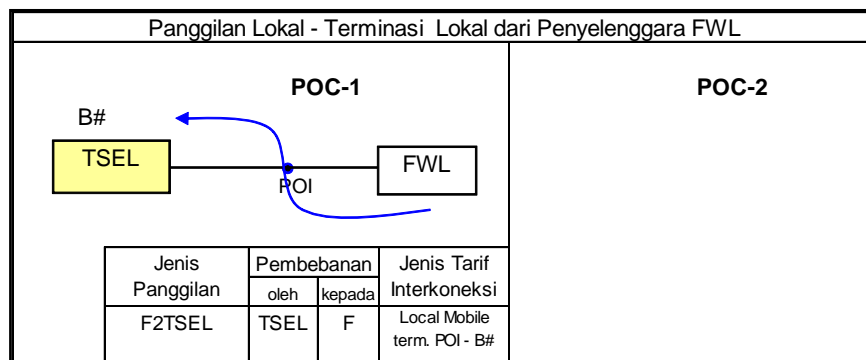 Panggilan Lokal - Terminasi Lokal dari Penyelenggara FWL
POC-1
POC-2
B#
TSEL
FWL
POI
Jenis Panggilan
Pembebanan
Jenis Tarif Interkoneksi
oleh
kepada
F2TSEL
TSEL
F
Local Mobile
term. POI - B#